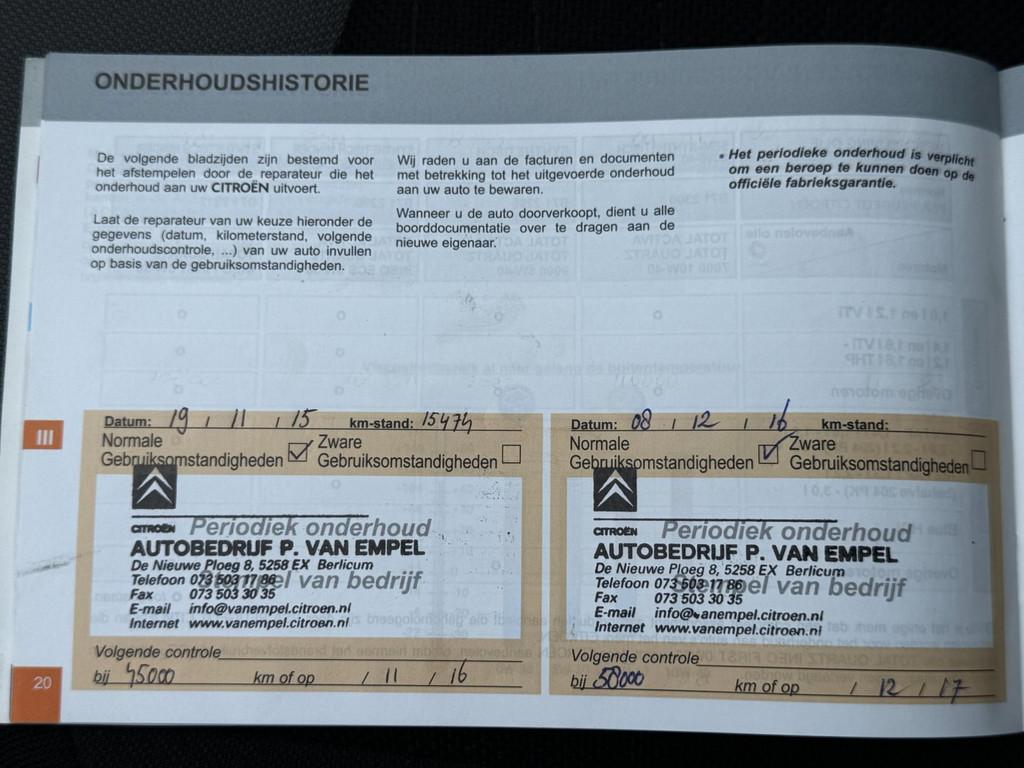 ONDERHOUDSHISTORIE
De volgende bladzijden zijn bestemd voor
het afstempelen door de reparateur die het
onderhoud aan uw CITROËN uitvoert.
Laat de reparateur van uw keuze hieronder de
gegevens (datum, kilometerstand, volgende
onderhoudscontrole, ...) van uw auto invullen
op basis van de gebruiksomstandigheden.
Wij raden u aan de facturen en documenten
met betrekking tot het uitgevoerde onderhoud
aan uw auto te bewaren.
Wanneer u de auto doorverkoopt, dient u alle
boorddocumentatie over te dragen aan de
nieuwe eigenaar.
• Het periodieke onderhoud is verplicht
om een beroep te kunnen doen op de
officiële fabrieksgarantie.
III
Datum: 19 / 11 / 15 km-stand: 15474
Normale
Gebruiksomstandigheden
Zware
Gebruiksomstandigheden
CITROËN
Periodiek onderhoud
AUTOBEDRIJF P. VAN EMPEL
De Nieuwe Ploeg 8, 5258 EX Berlicum
Telefoon 073 503 17 86
Stempel van bedrijf
Fax 073 503 30 35
E-mail info@vanempel.citroen.nl
Internet www.vanempel.citroen.nl
Volgende controle
bij 45000 km of op / 11 / 16
Datum: 08 / 12 / 16 km-stand:
Normale
Gebruiksomstandigheden
Zware
Gebruiksomstandigheden
CITROËN
Periodiek onderhoud
AUTOBEDRIJF P. VAN EMPEL
De Nieuwe Ploeg 8, 5258 EX Berlicum
Telefoon 073 503 17 86
Stempel van bedrijf
Fax 073 503 30 35
E-mail info@vanempel.citroen.nl
Internet www.vanempel.citroen.nl
Volgende controle
bij 58000 km of op / 12 / 17
20